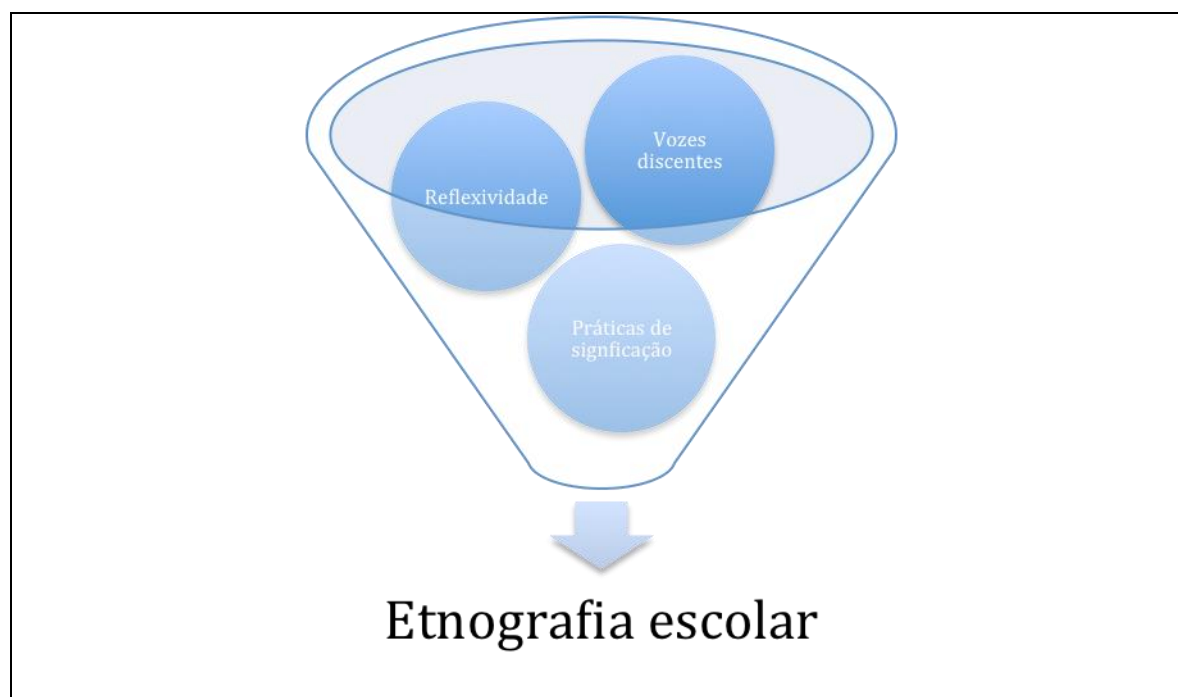 Vozes
discentes
Reflexividade
Práticas de
signficação
Etnografia escolar